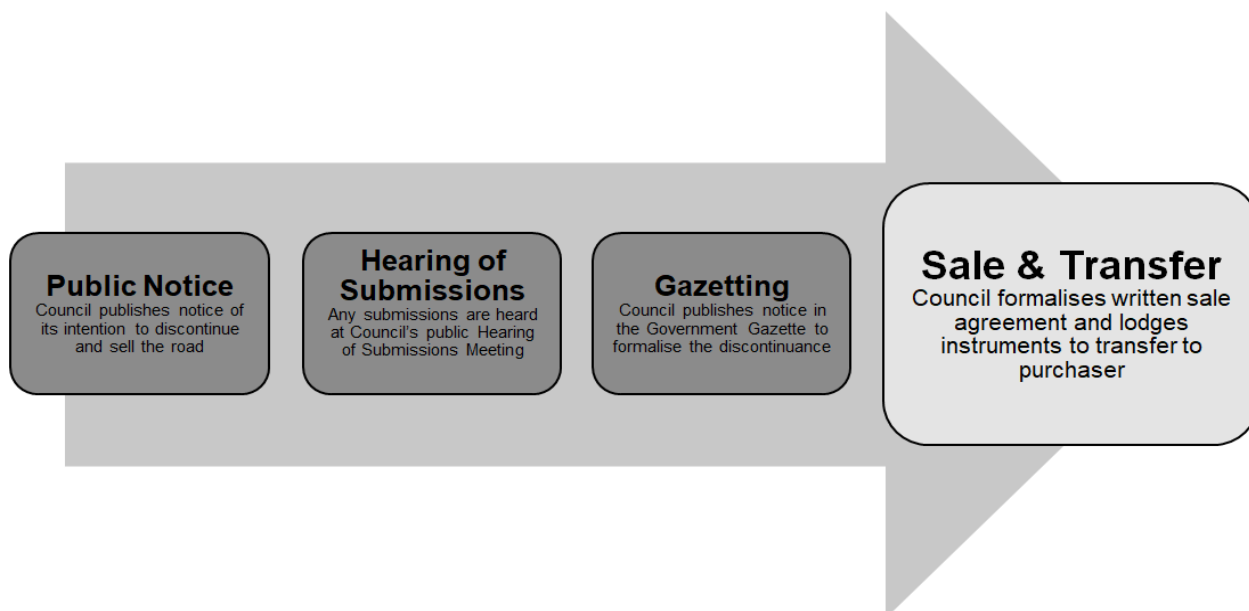 Public Notice
Council publishes notice of
its intention to discontinue
and sell the road
Hearing of
Submissions
Any submissions are heard
at Council's public Hearing
of Submissions Meeting
Gazetting
Council publishes notice in
the Government Gazette to
formalise the discontinuance
Sale & Transfer
Council formalises written sale
agreement and lodges
instruments to transfer to
purchaser